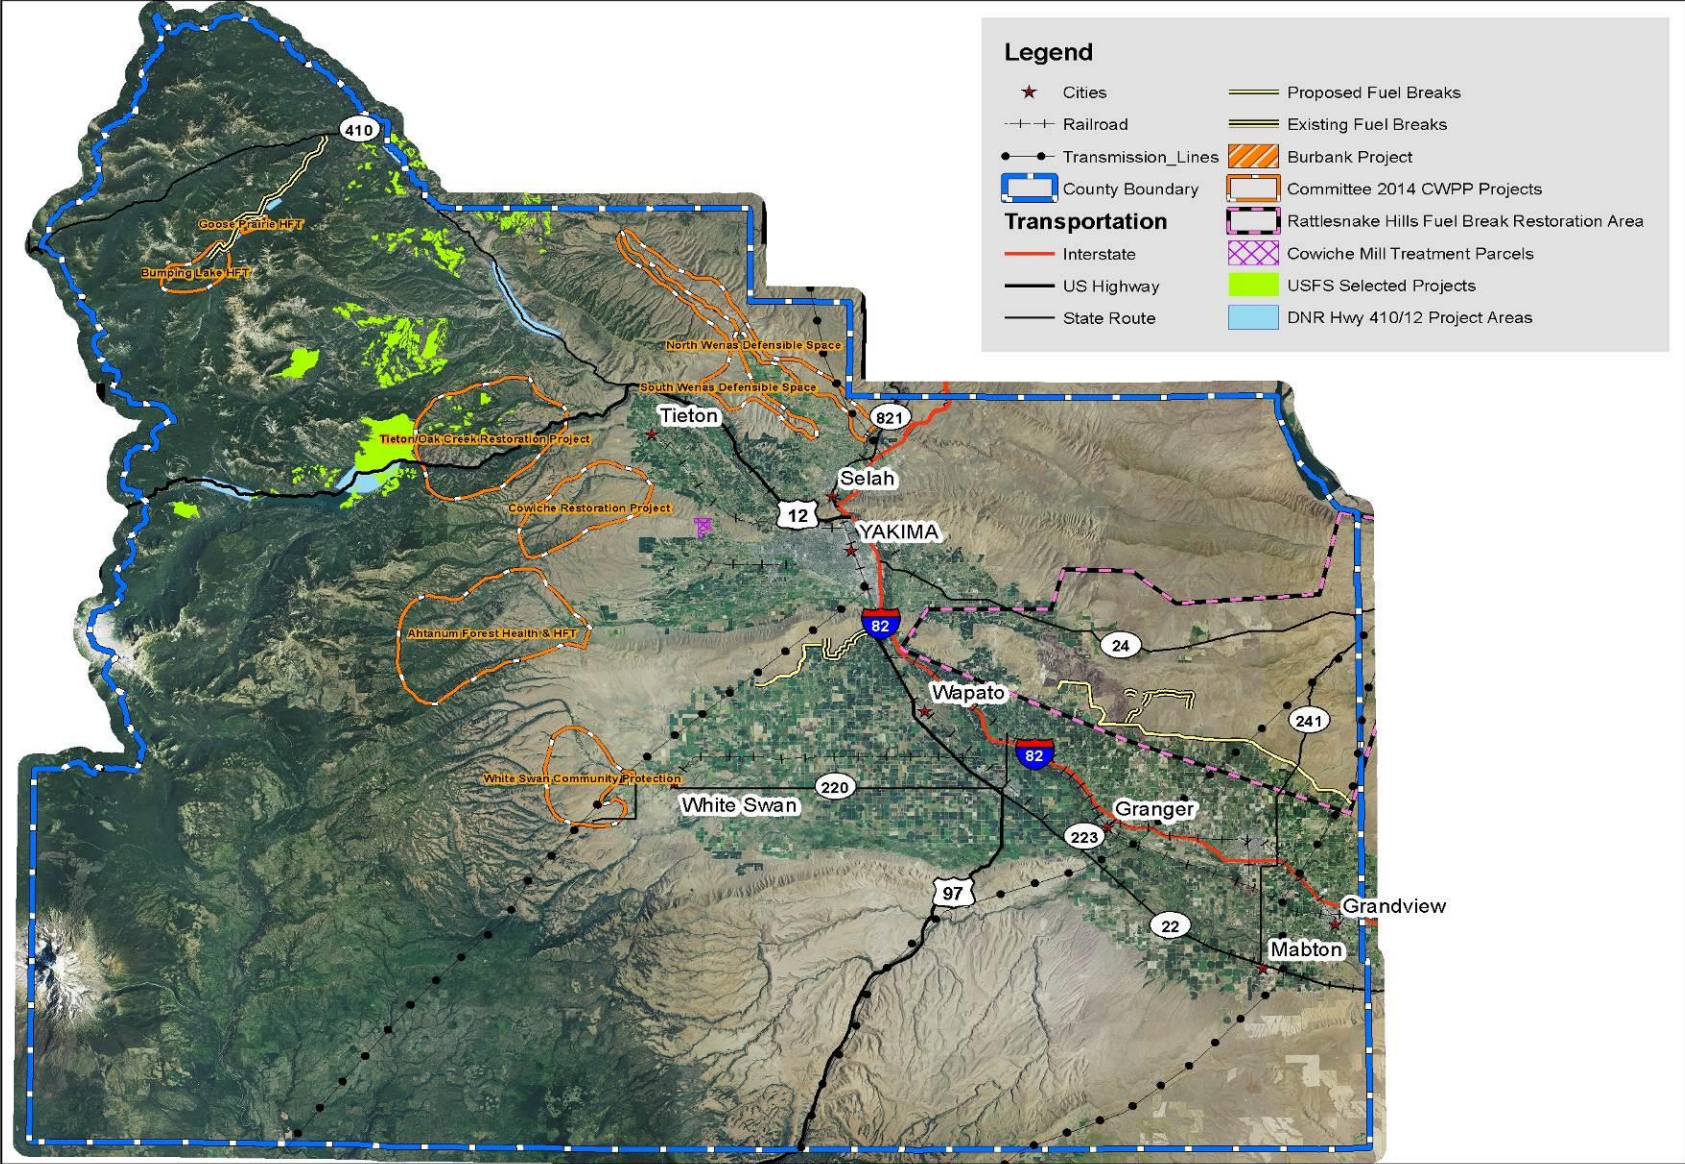 Legend
Cities
Railroad
Transmission_Lines
County Boundary
Transportation
Interstate
US Highway
State Route
Proposed Fuel Breaks
Existing Fuel Breaks
Burbank Project
Committee 2014 CWPP Projects
Rattlesnake Hills Fuel Break Restoration Area
Cowiche Mill Treatment Parcels
USFS Selected Projects
DNR Hwy 410/12 Project Areas
410
Goose Prairie HFT
Bumping Lake HFT
North Wenas Defensible Space
South Wenas Defensible Space
Tieton
821
Tieton/Oak Creek Restoration Project
Selah
Cowiche Restoration Project
12
YAKIMA
82
Ahtanum Forest Health & HFT
24
Wapato
241
82
White Swan Community Protection
220
White Swan
Granger
223
97
Grandview
22
Mabton